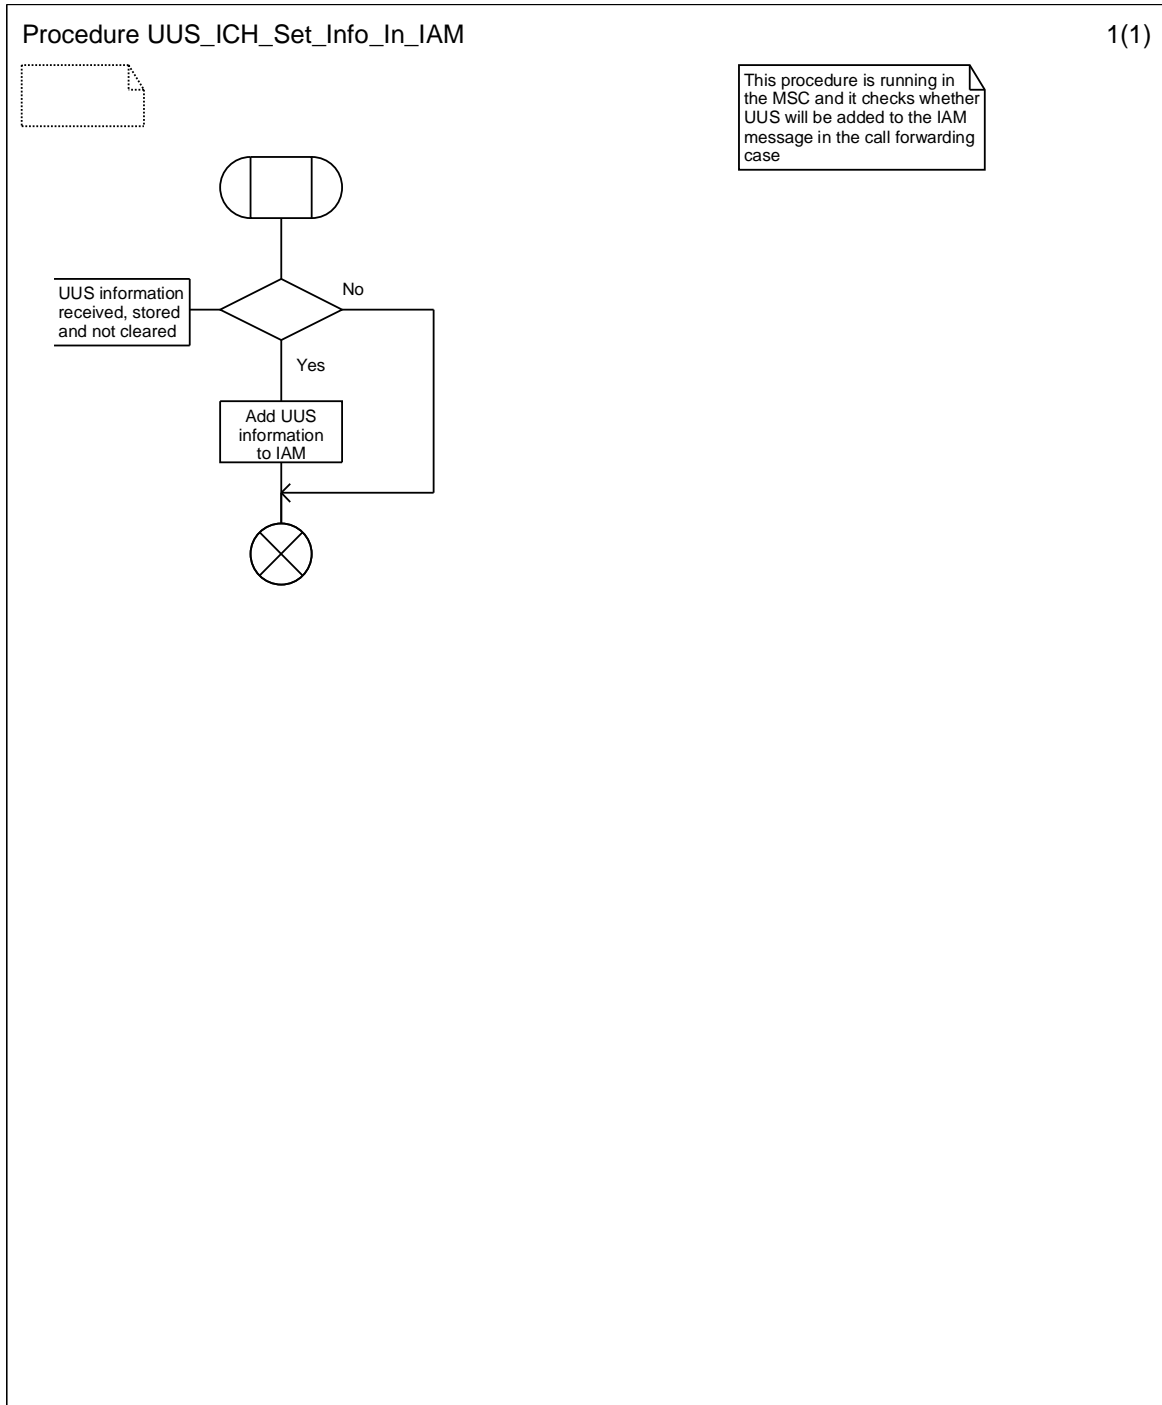 Procedure UUS_ICH_Set_Info_In_IAM
1(1)
This procedure is running in
the MSC and it checks whether
UUS will be added to the IAM
message in the call forwarding
case
UUS information
received, stored
and not cleared
No
Yes
Add UUS
information
to IAM